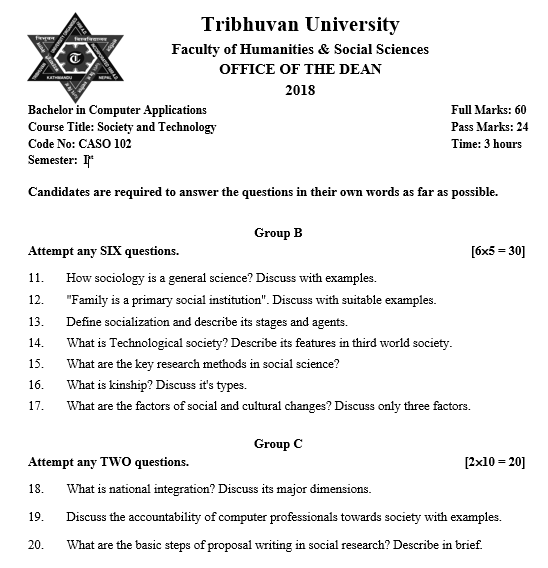 Tribhuvan University
Faculty of Humanities & Social Sciences
OFFICE OF THE DEAN
2018
KATHMANDU NEPAL
Bachelor in Computer Applications Full Marks: 60
Course Title: Society and Technology Pass Marks: 24
Code No: CASO 102 Time: 3 hours
Semester: Ist
Candidates are required to answer the questions in their own words as far as possible.
Group B
Attempt any SIX questions. [6×5 = 30]
11. How sociology is a general science? Discuss with examples.
12. "Family is a primary social institution". Discuss with suitable examples.
13. Define socialization and describe its stages and agents.
14. What is Technological society? Describe its features in third world society.
15. What are the key research methods in social science?
16. What is kinship? Discuss it's types.
17. What are the factors of social and cultural changes? Discuss only three factors.
Group C
Attempt any TWO questions. [2×10 = 20]
18. What is national integration? Discuss its major dimensions.
19. Discuss the accountability of computer professionals towards society with examples.
20. What are the basic steps of proposal writing in social research? Describe in brief.